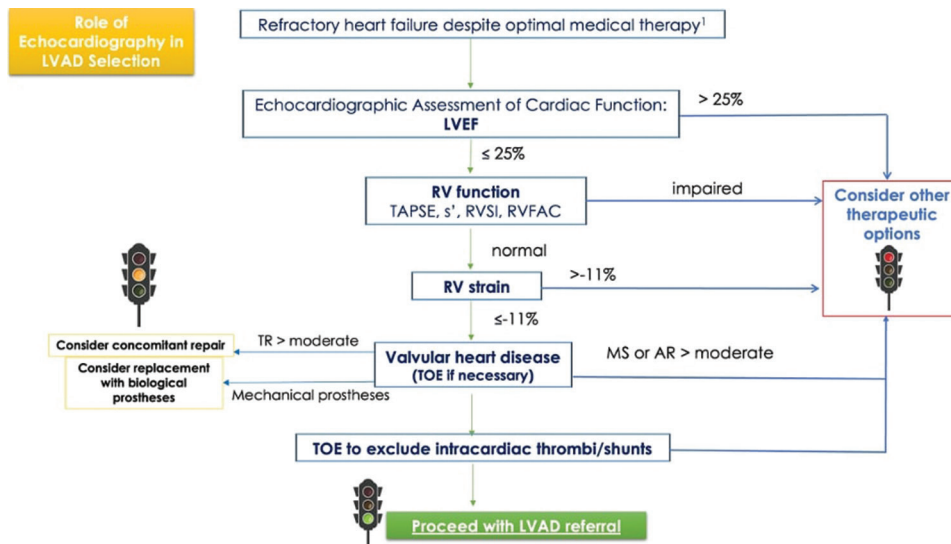 Role of
Echocardiography in
LVAD Selection
Refractory heart failure despite optimal medical therapy¹
Echocardiographic Assessment of Cardiac Function:
LVEF
> 25%
≤ 25%
RV function
TAPSE, s’, RVSI, RVFAC
impaired
Consider other
therapeutic
options
normal
RV strain
>-11%
≤-11%
Consider concomitant repair
TR > moderate
Valvular heart disease
(TOE if necessary)
MS or AR > moderate
Consider replacement
with biological
prostheses
Mechanical prostheses
TOE to exclude intracardiac thrombi/shunts
Proceed with LVAD referral